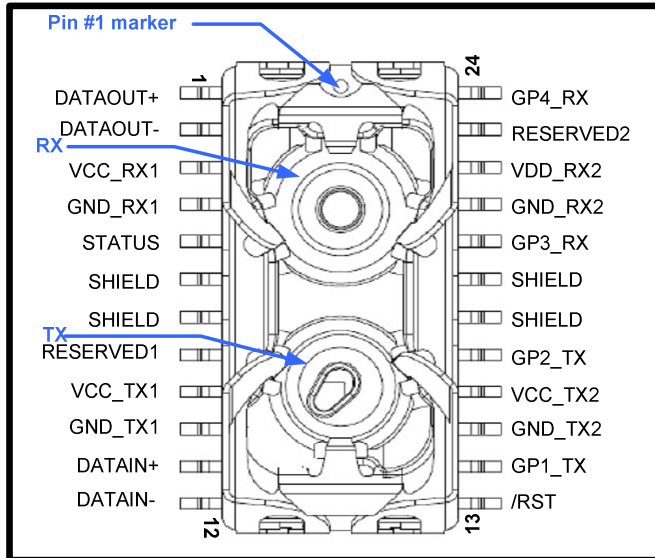 Pin #1 marker
1
24
DATAOUT+
GP4_RX
DATAOUT-
RESERVED2
RX
VCC_RX1
VDD_RX2
GND_RX1
GND_RX2
STATUS
GP3_RX
SHIELD
SHIELD
SHIELD
SHIELD
TX
RESERVED1
GP2_TX
VCC_TX1
VCC_TX2
GND_TX1
GND_TX2
DATAIN+
GP1_TX
DATAIN-
/RST
12
13